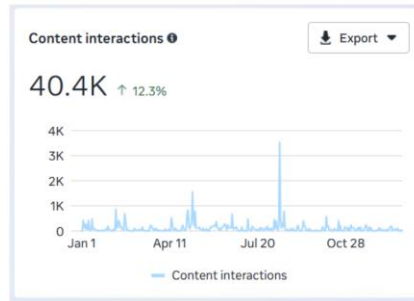 Content interactions
Export
40.4K ↑ 12.3%
4K
3K
2K
1K
0
Jan 1 Apr 11 Jul 20 Oct 28
Content interactions